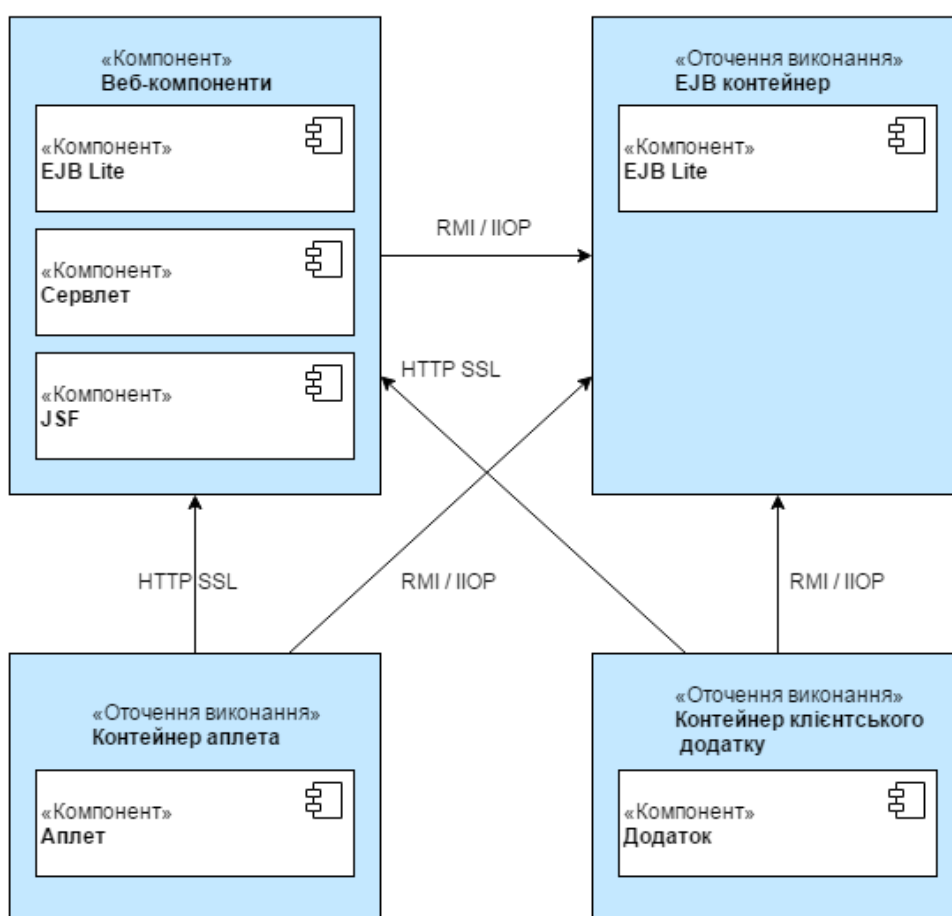 «Компонент»
Веб-компоненти
«Компонент»
EJB Lite
«Компонент»
Сервлет
«Компонент»
JSF
«Оточення виконання»
EJB контейнер
«Компонент»
EJB Lite
RMI / IIOP
HTTP SSL
HTTP SSL
RMI / IIOP
RMI / IIOP
«Оточення виконання»
Контейнер аплета
«Компонент»
Аплет
«Оточення виконання»
Контейнер клієнтського
додатку
«Компонент»
Додаток